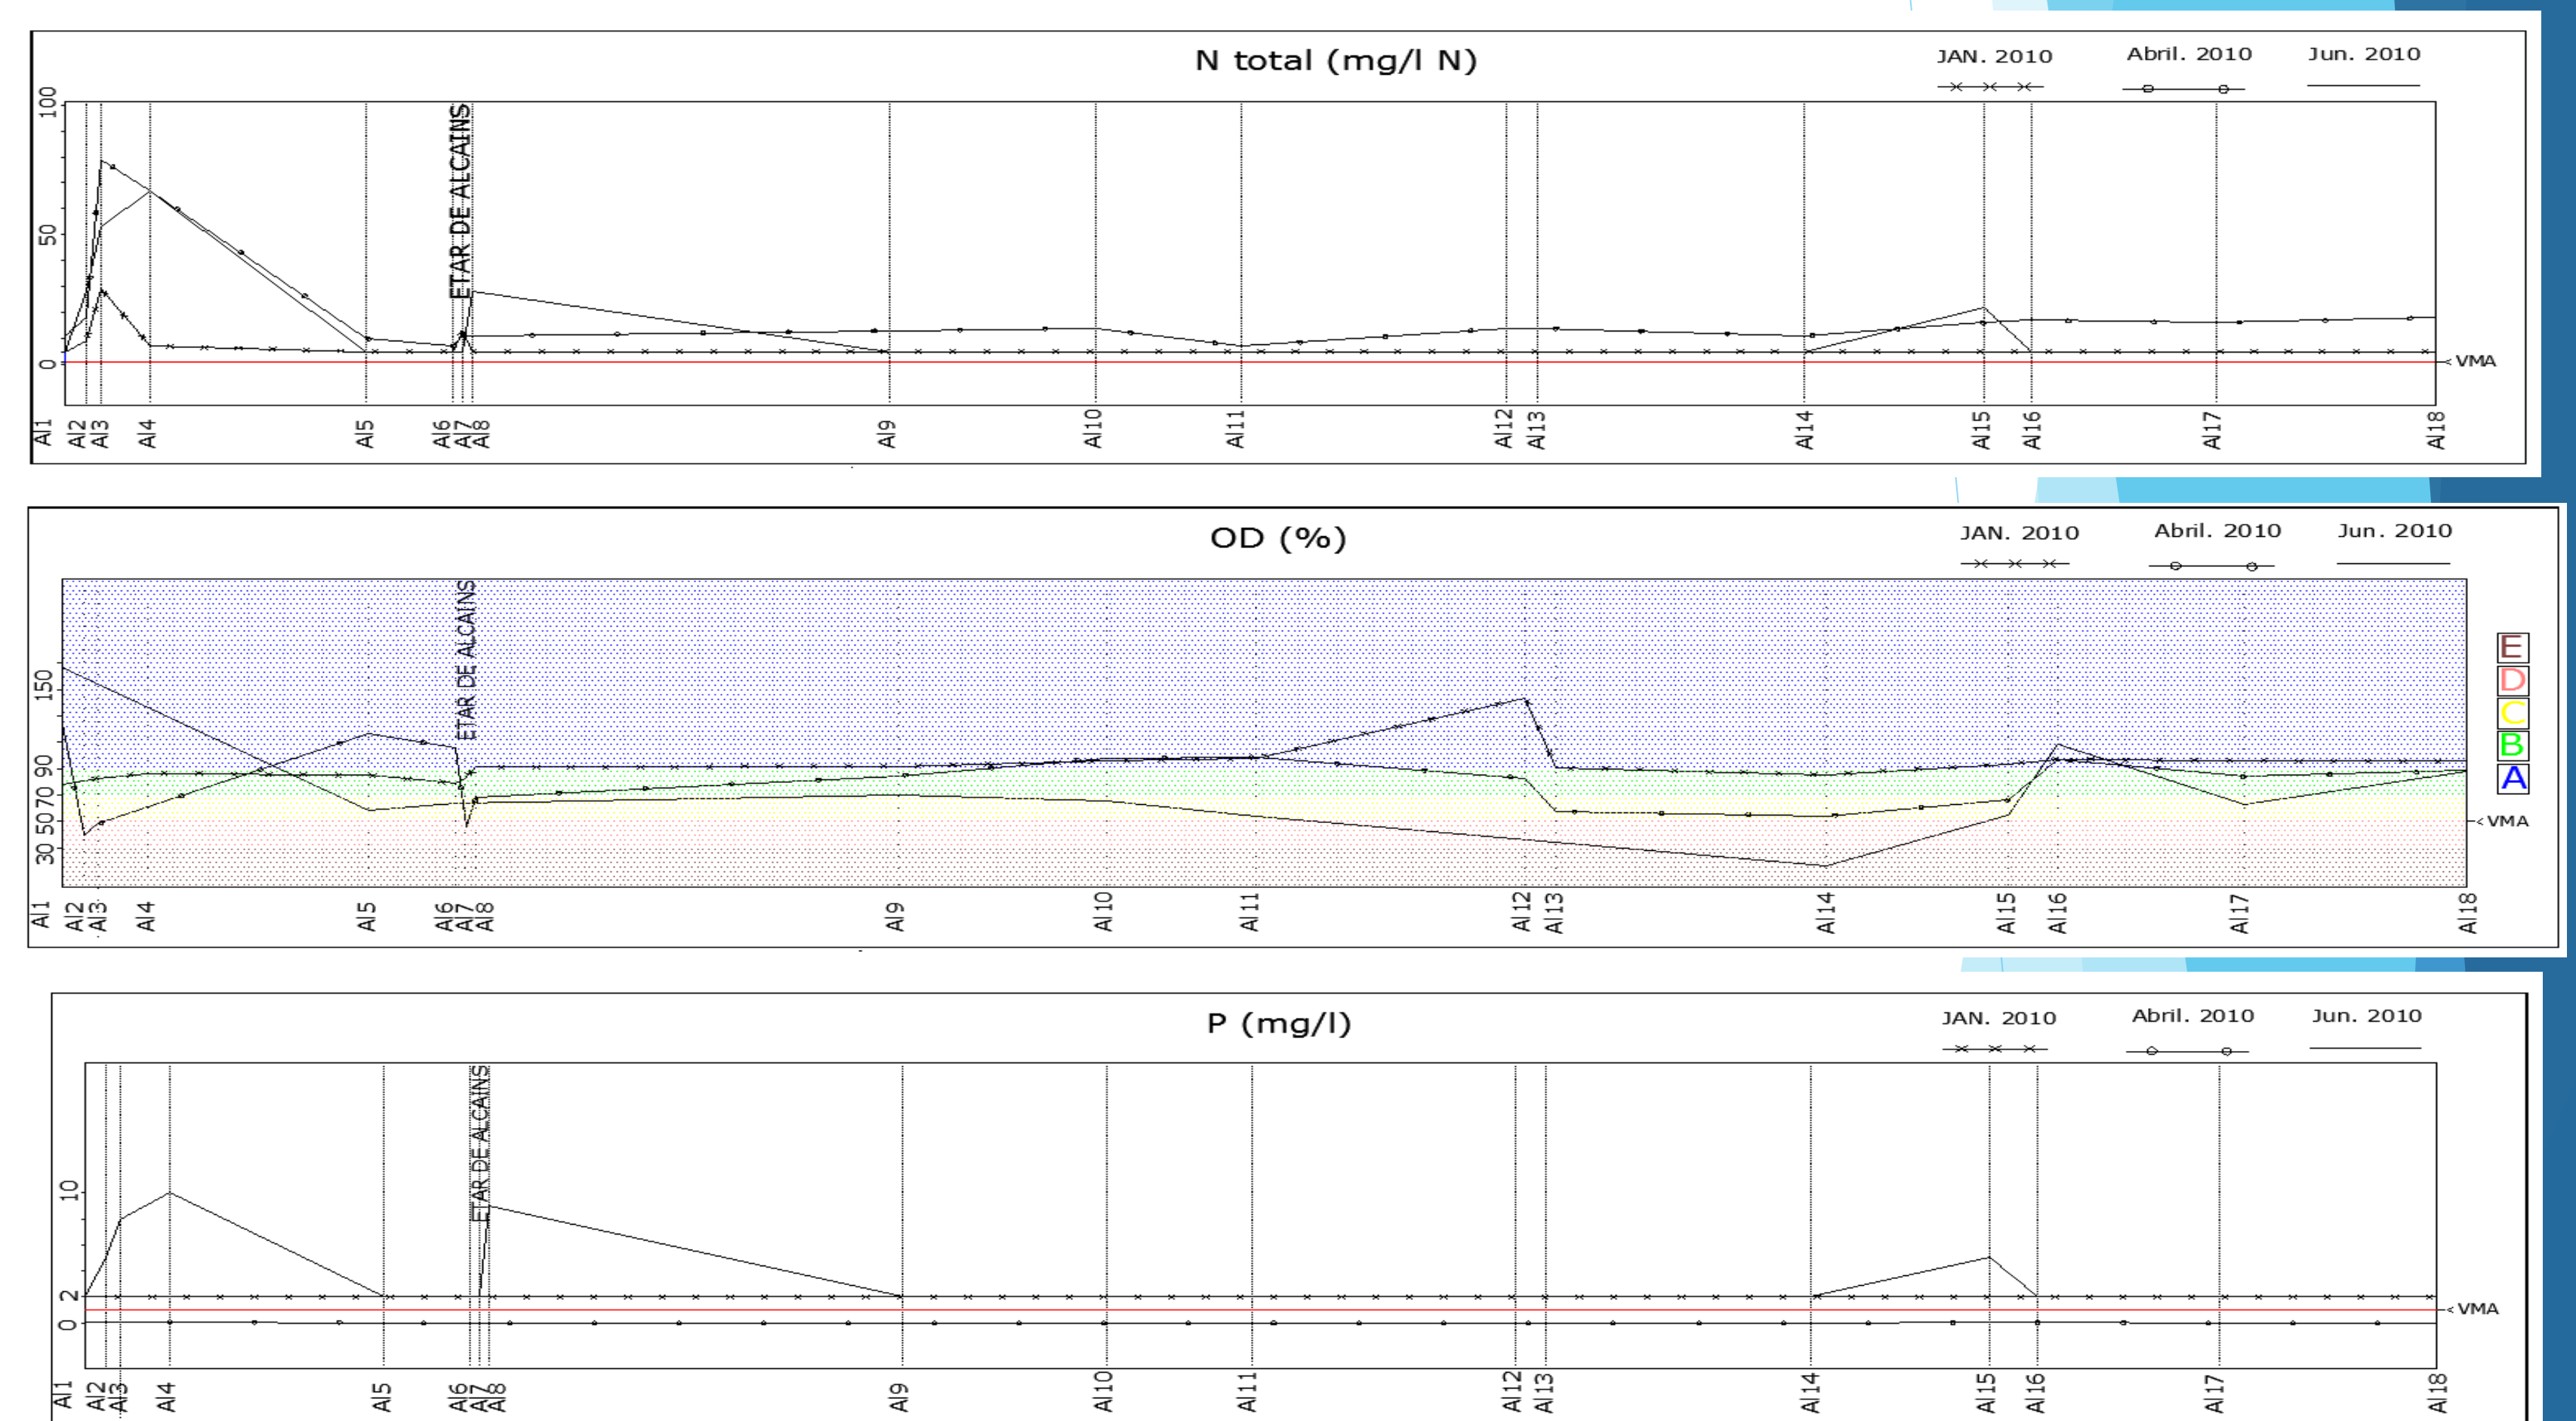 N total (mg/l N)
JAN. 2010 Abril. 2010 Jun. 2010
100
50
0
ETAR DE ALCAINS
< VMA
Al1 Al2 Al3 Al4 Al5 Al6 Al7 Al8 Al9 Al10 Al11 Al12 Al13 Al14 Al15 Al16 Al17 Al18
OD (%)
JAN. 2010 Abril. 2010 Jun. 2010
150
90
70
50
30
ETAR DE ALCAINS
E
D
C
B
A
< VMA
Al1 Al2 Al3 Al4 Al5 Al6 Al7 Al8 Al9 Al10 Al11 Al12 Al13 Al14 Al15 Al16 Al17 Al18
P (mg/l)
JAN. 2010 Abril. 2010 Jun. 2010
10
2
0
ETAR DE ALCAINS
< VMA
Al1 Al2 Al3 Al4 Al5 Al6 Al7 Al8 Al9 Al10 Al11 Al12 Al13 Al14 Al15 Al16 Al17 Al18